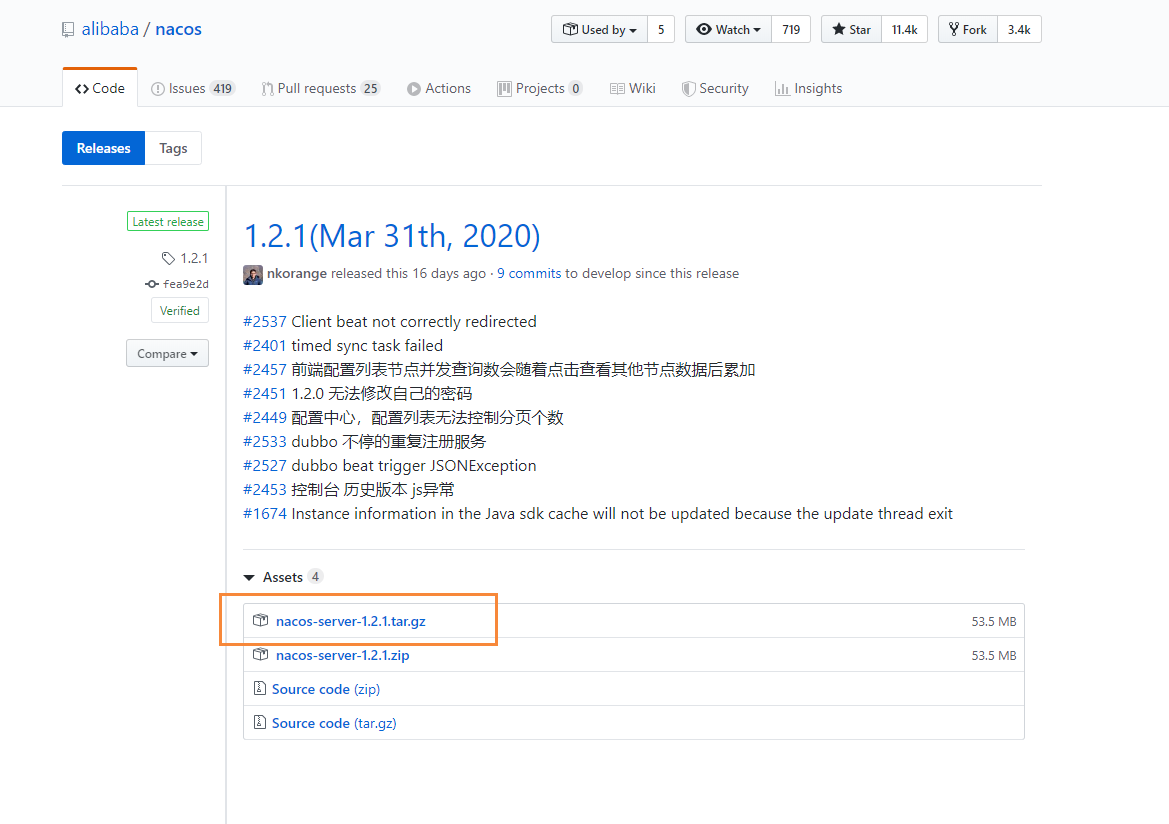 alibaba / nacos
Used by 5 Watch 719 Star 11.4k Fork 3.4k
Code Issues 419 Pull requests 25 Actions Projects 0 Wiki Security Insights
Releases Tags
Latest release
1.2.1
fea9e2d
Verified
Compare
1.2.1(Mar 31th, 2020)
nkorange released this 16 days ago · 9 commits to develop since this release
#2537 Client beat not correctly redirected
#2401 timed sync task failed
#2457 前端配置列表节点并发查询数会随着点击查看其他节点数据后累加
#2451 1.2.0 无法修改自己的密码
#2449 配置中心，配置列表无法控制分页个数
#2533 dubbo 不停的重复注册服务
#2527 dubbo beat trigger JSONException
#2453 控制台 历史版本 js异常
#1674 Instance information in the Java sdk cache will not be updated because the update thread exit
Assets 4
nacos-server-1.2.1.tar.gz 53.5 MB
nacos-server-1.2.1.zip 53.5 MB
Source code (zip)
Source code (tar.gz)